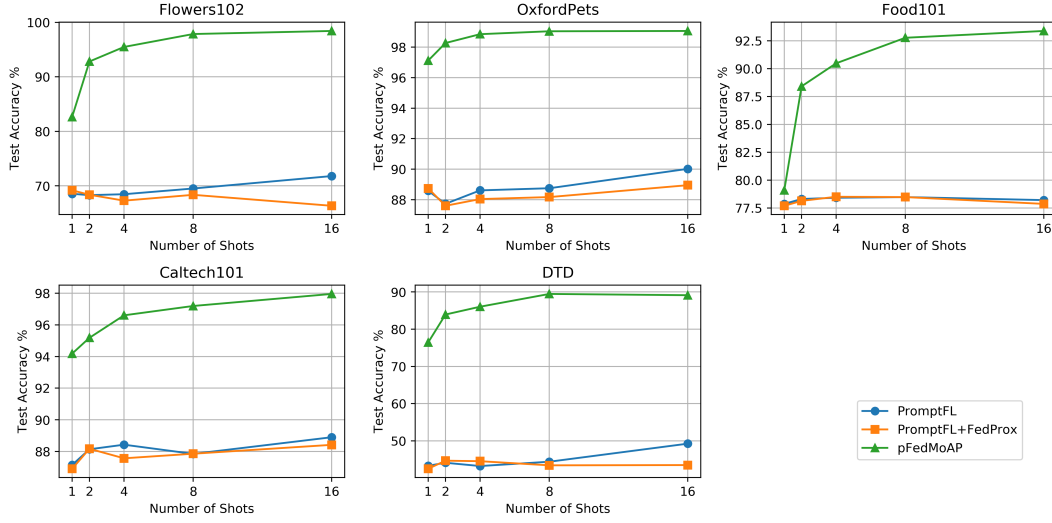 Flowers102
100
90
80
70
Test Accuracy %
1 2 4 8 16
Number of Shots
OxfordPets
98
96
94
92
90
88
Test Accuracy %
1 2 4 8 16
Number of Shots
Food101
92.5
90.0
87.5
85.0
82.5
80.0
77.5
Test Accuracy %
1 2 4 8 16
Number of Shots
Caltech101
98
96
94
92
90
88
Test Accuracy %
1 2 4 8 16
Number of Shots
DTD
90
80
70
60
50
Test Accuracy %
1 2 4 8 16
Number of Shots
PromptFL
PromptFL+FedProx
pFedMoAP